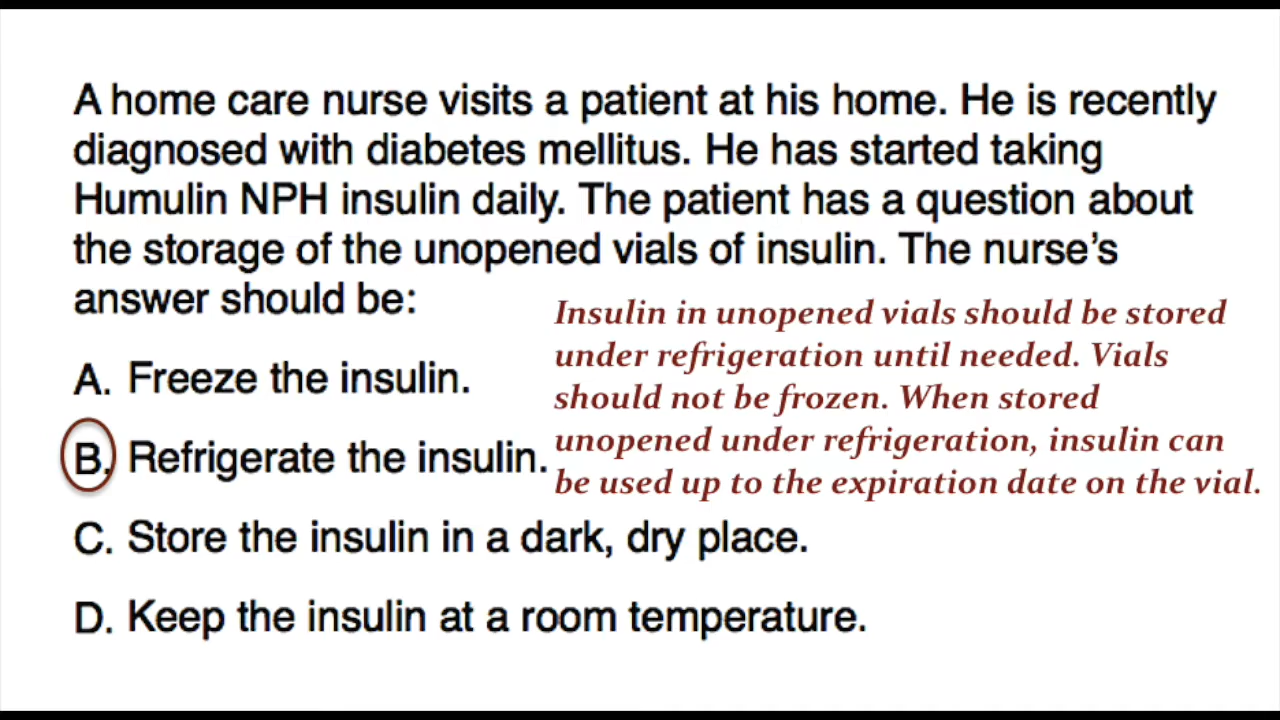 A home care nurse visits a patient at his home. He is recently
diagnosed with diabetes mellitus. He has started taking
Humulin NPH insulin daily. The patient has a question about
the storage of the unopened vials of insulin. The nurse’s
answer should be:
Insulin in unopened vials should be stored
under refrigeration until needed. Vials
should not be frozen. When stored
unopened under refrigeration, insulin can
be used up to the expiration date on the vial.
A. Freeze the insulin.
B. Refrigerate the insulin.
C. Store the insulin in a dark, dry place.
D. Keep the insulin at a room temperature.